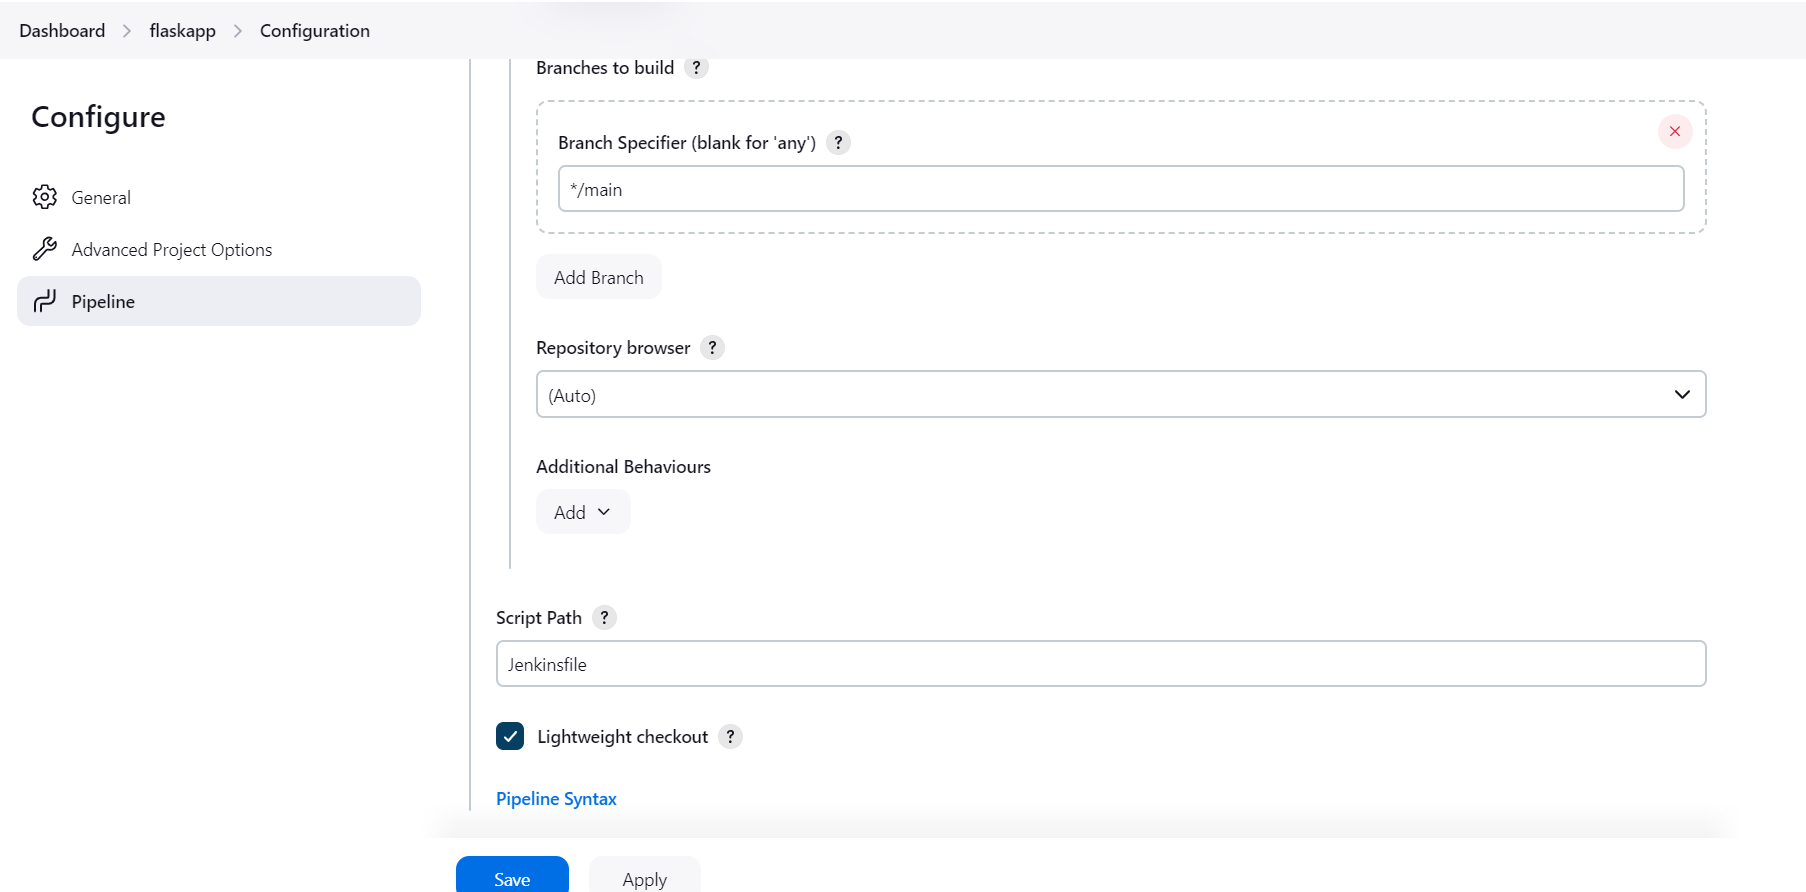 Dashboard > flaskapp > Configuration
Configure
General
Advanced Project Options
Pipeline
Branches to build ?
Branch Specifier (blank for 'any') ?
*/main
Add Branch
Repository browser ?
(Auto)
Additional Behaviours
Add
Script Path ?
Jenkinsfile
Lightweight checkout ?
Pipeline Syntax
Save Apply